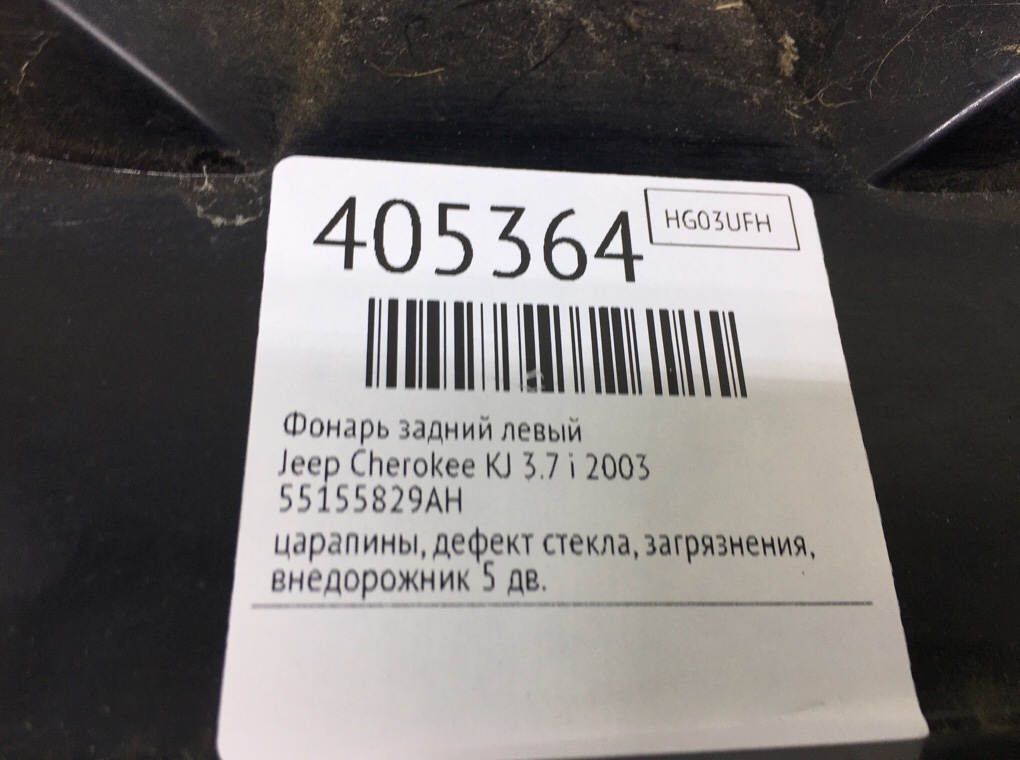 405364
HG03UFH
Фонарь задний левый
Jeep Cherokee KJ 3.7 i 2003
55155829AH
царапины, дефект стекла, загрязнения,
внедорожник 5 дв.